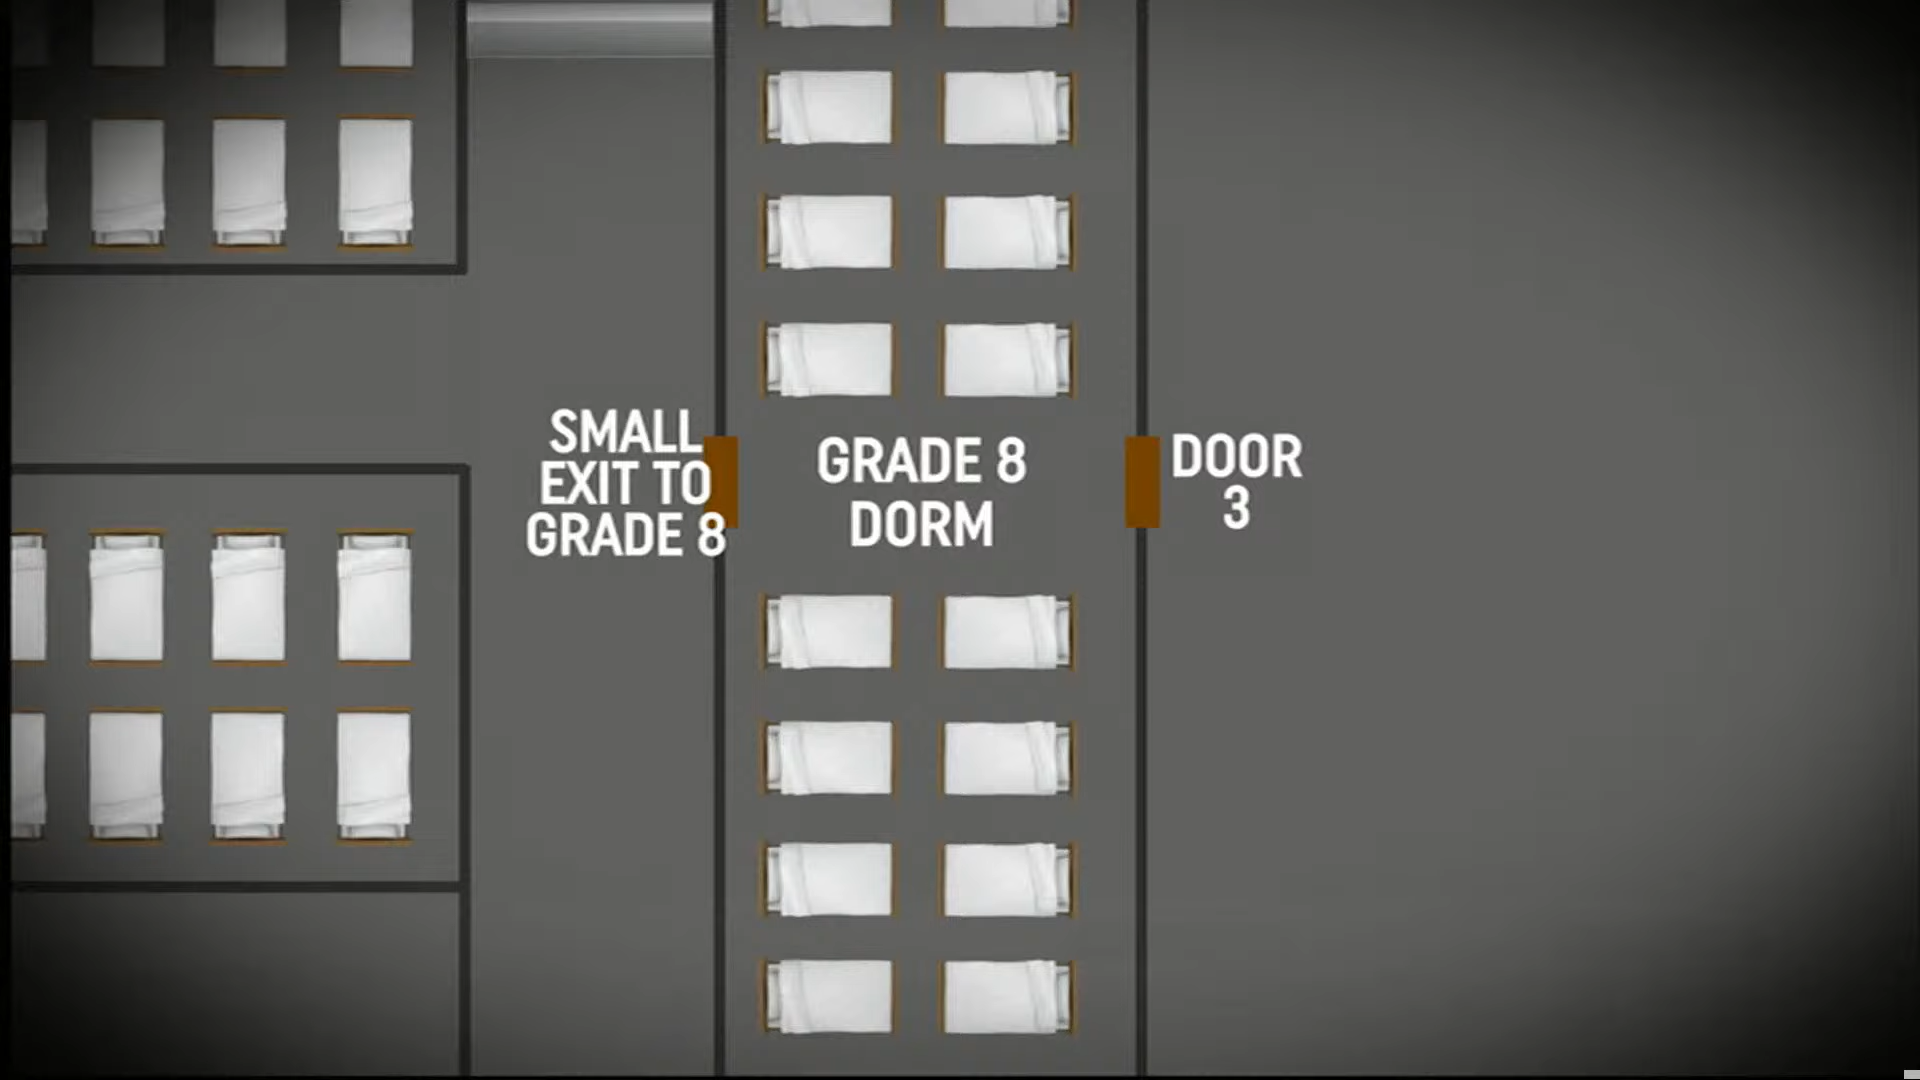 SMALL
EXIT TO
GRADE 8
GRADE 8
DORM
DOOR
3